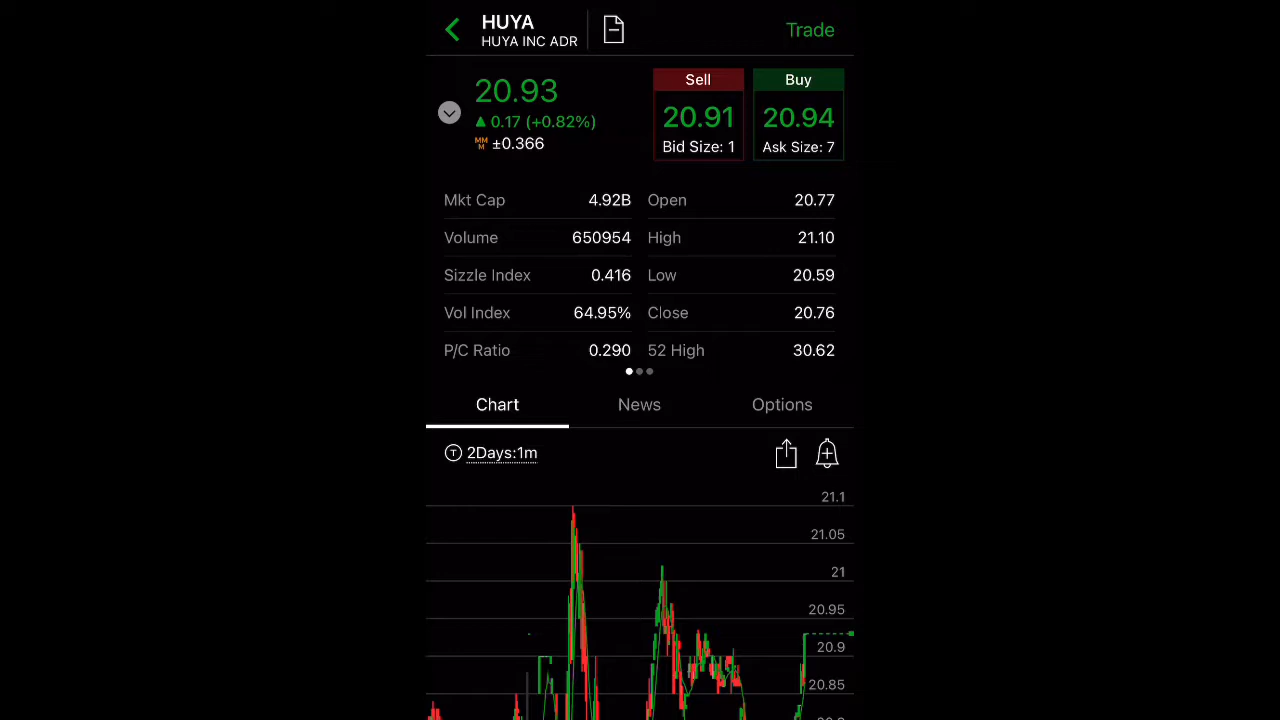 HUYA
HUYA INC ADR
Trade
20.93
0.17 (+0.82%)
MM
M
±0.366
Sell
20.91
Bid Size: 1
Buy
20.94
Ask Size: 7
Mkt Cap 4.92B Open 20.77
Volume 650954 High 21.10
Sizzle Index 0.416 Low 20.59
Vol Index 64.95% Close 20.76
P/C Ratio 0.290 52 High 30.62
Chart News Options
T 2Days:1m
21.1
21.05
21
20.95
20.9
20.85